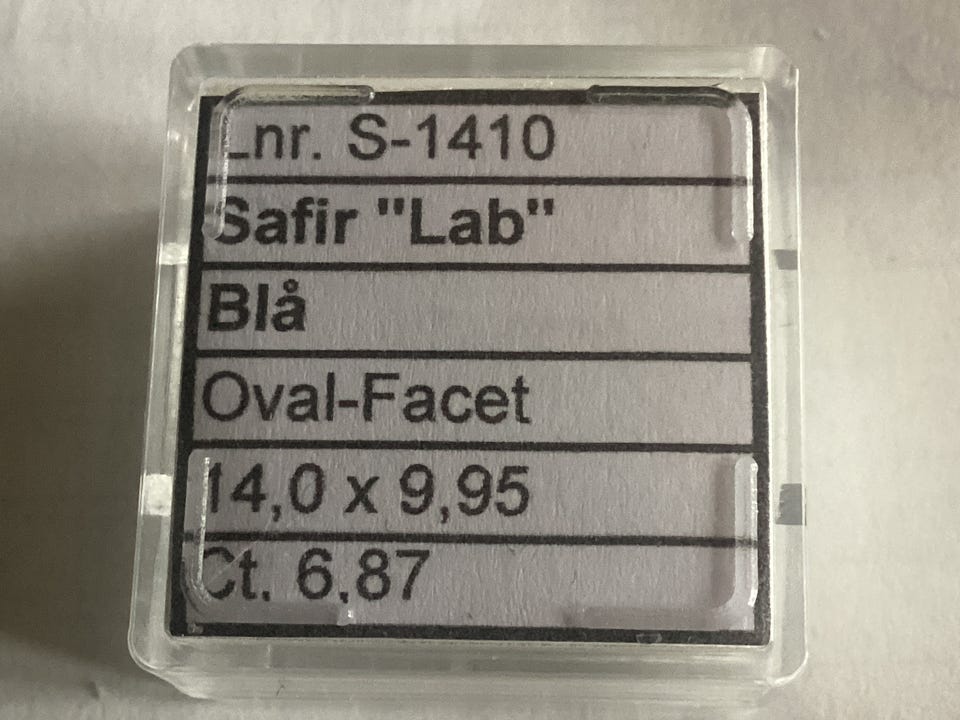 Lnr. S-1410
Safir "Lab"
Blå
Oval-Facet
14,0 x 9,95
Ct. 6,87